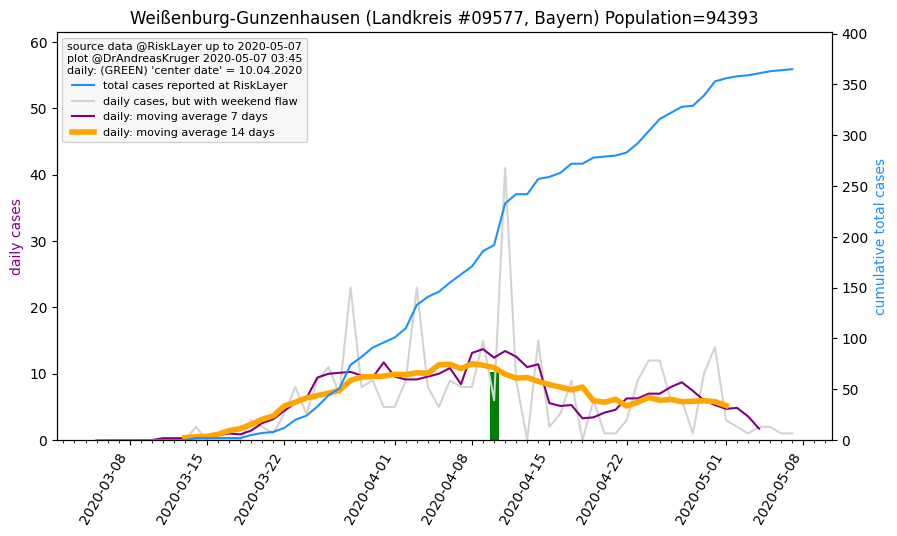 Weißenburg-Gunzenhausen (Landkreis #09577, Bayern) Population=94393
source data @RiskLayer up to 2020-05-07
plot @DrAndreasKruger 2020-05-07 03:45
daily: (GREEN) 'center date' = 10.04.2020
total cases reported at RiskLayer
daily cases, but with weekend flaw
daily: moving average 7 days
daily: moving average 14 days
daily cases
60
50
40
30
20
10
0
cumulative total cases
400
350
300
250
200
150
100
50
0
2020-03-08
2020-03-15
2020-03-22
2020-04-01
2020-04-08
2020-04-15
2020-04-22
2020-05-01
2020-05-08